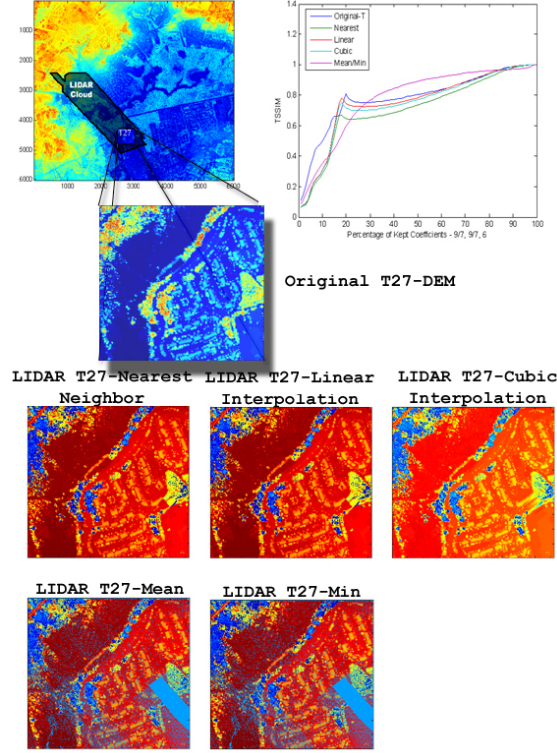 LIDAR
Cloud
T27
1000
2000
3000
4000
5000
6000
1000 2000 3000 4000 5000 6000
1.4
1.2
1
0.8
0.6
0.4
0.2
0
TSSIM
Original-T
Nearest
Linear
Cubic
Mean/Min
0 10 20 30 40 50 60 70 80 90 100
Percentage of Kept Coefficients - 9/7, 9/7, 6
Original T27-DEM
LIDAR T27-Nearest
Neighbor
LIDAR T27-Linear
Interpolation
LIDAR T27-Cubic
Interpolation
LIDAR T27-Mean
LIDAR T27-Min